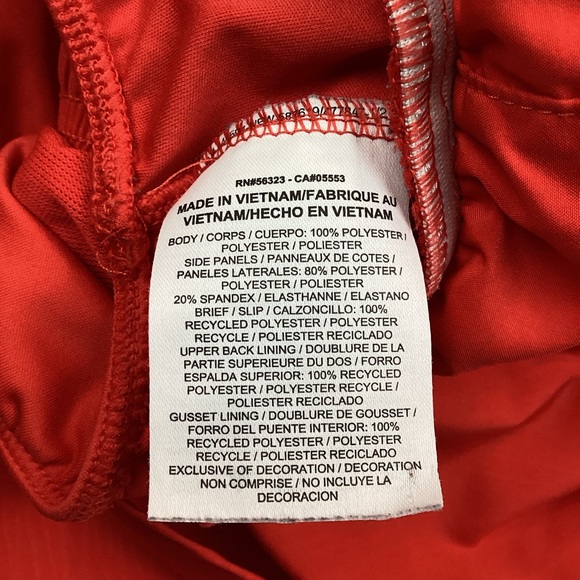 RN#56323 - CA#05553
MADE IN VIETNAM/FABRIQUE AU
VIETNAM/HECHO EN VIETNAM
BODY / CORPS / CUERPO: 100% POLYESTER /
POLYESTER / POLIESTER
SIDE PANELS / PANNEAUX DE COTES /
PANELES LATERALES: 80% POLYESTER /
POLYESTER / POLIESTER
20% SPANDEX / ELASTHANNE / ELASTANO
BRIEF / SLIP / CALZONCILLO: 100%
RECYCLED POLYESTER / POLYESTER
RECYCLE / POLIESTER RECICLADO
UPPER BACK LINING / DOUBLURE DE LA
PARTIE SUPERIEURE DU DOS / FORRO
ESPALDA SUPERIOR: 100% RECYCLED
POLYESTER / POLYESTER RECYCLE /
POLIESTER RECICLADO
GUSSET LINING / DOUBLURE DE GOUSSET /
FORRO DEL PUENTE INTERIOR: 100%
RECYCLED POLYESTER / POLYESTER
RECYCLE / POLIESTER RECICLADO
EXCLUSIVE OF DECORATION / DECORATION
NON COMPRISE / NO INCLUYE LA
DECORACION